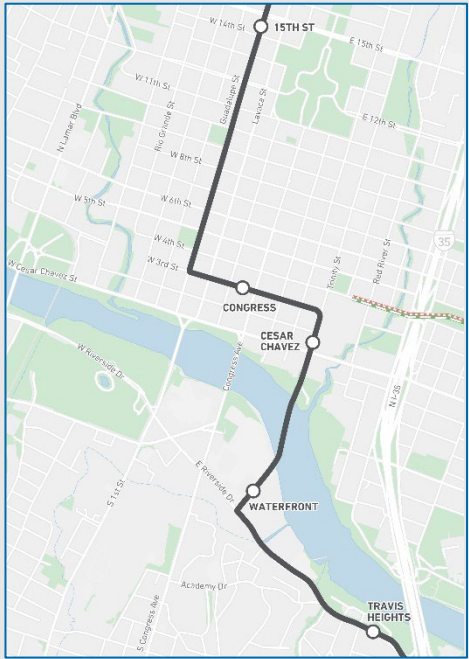 W 14th St
15TH ST
E 15th St
W 11th St
Guadalupe St
Lavaca St
Rio Grande St
N Lamar Blvd
E 12th St
W 8th St
W 6th St
W 5th St
W 4th St
W 3rd St
Trinity St
Red River St
35
W Cesar Chavez St
CONGRESS
CESAR
CHAVEZ
Congress Ave
N I-35
W Riverside Dr
E Riverside Dr
S 1st St
WATERFRONT
Academy Dr
S Congress Ave
TRAVIS
HEIGHTS